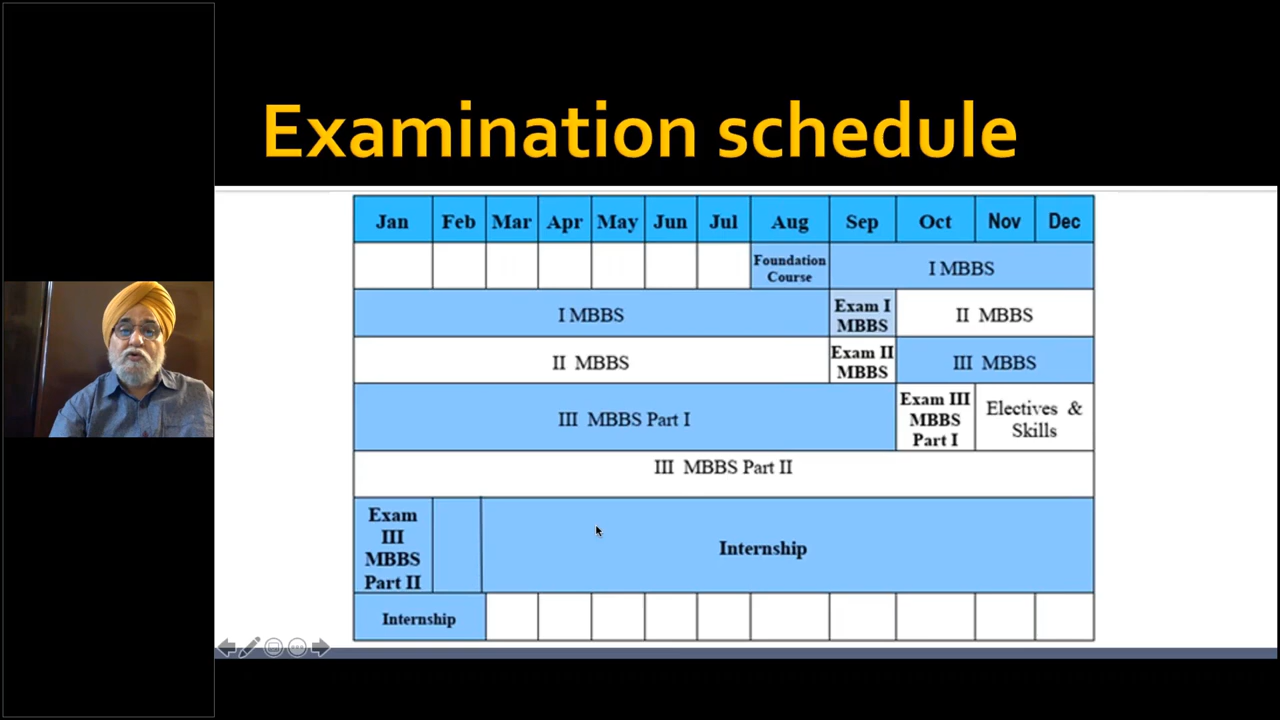 Examination schedule
Jan Feb Mar Apr May Jun Jul Aug Sep Oct Nov Dec
Foundation
Course
I MBBS
I MBBS
Exam I
MBBS
II MBBS
II MBBS
Exam II
MBBS
III MBBS
III MBBS Part I
Exam III
MBBS
Part I
Electives &
Skills
III MBBS Part II
Exam
III
MBBS
Part II
Internship
Internship